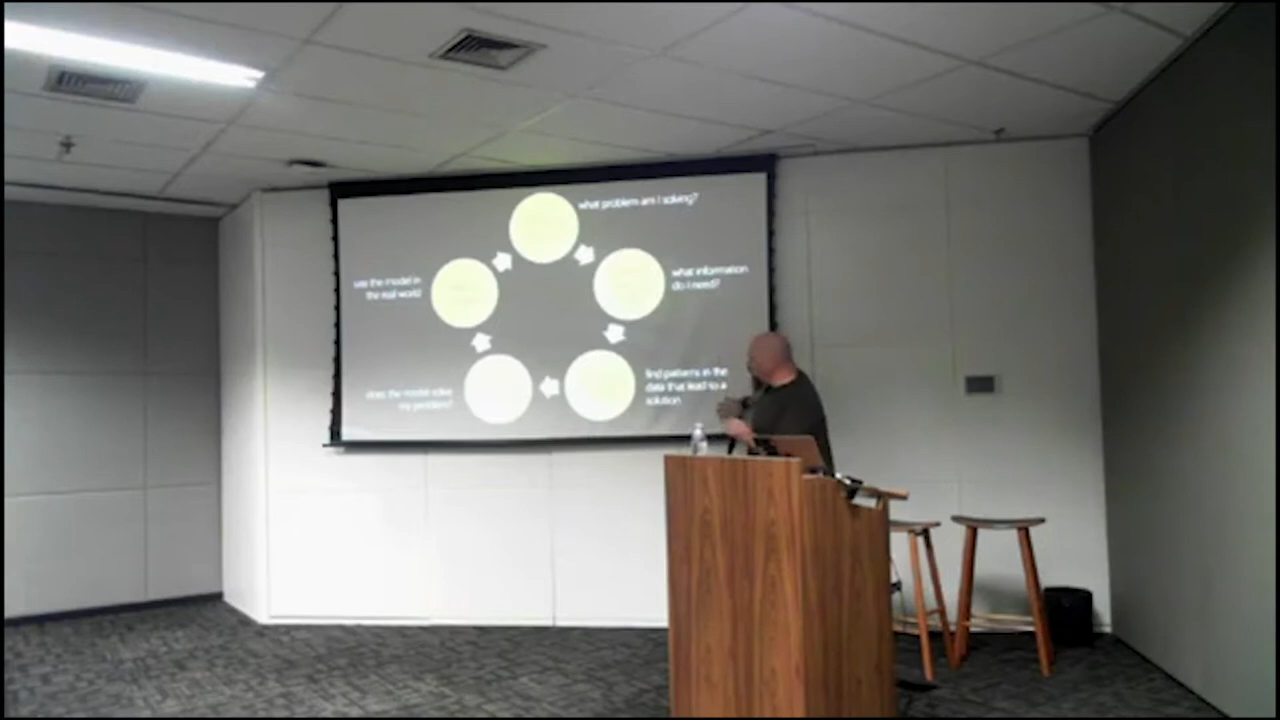 what problem am I solving?
what information
do I need?
find patterns in the
data that lead to a
solution
does the model solve
my problem?
use the model in
the real world